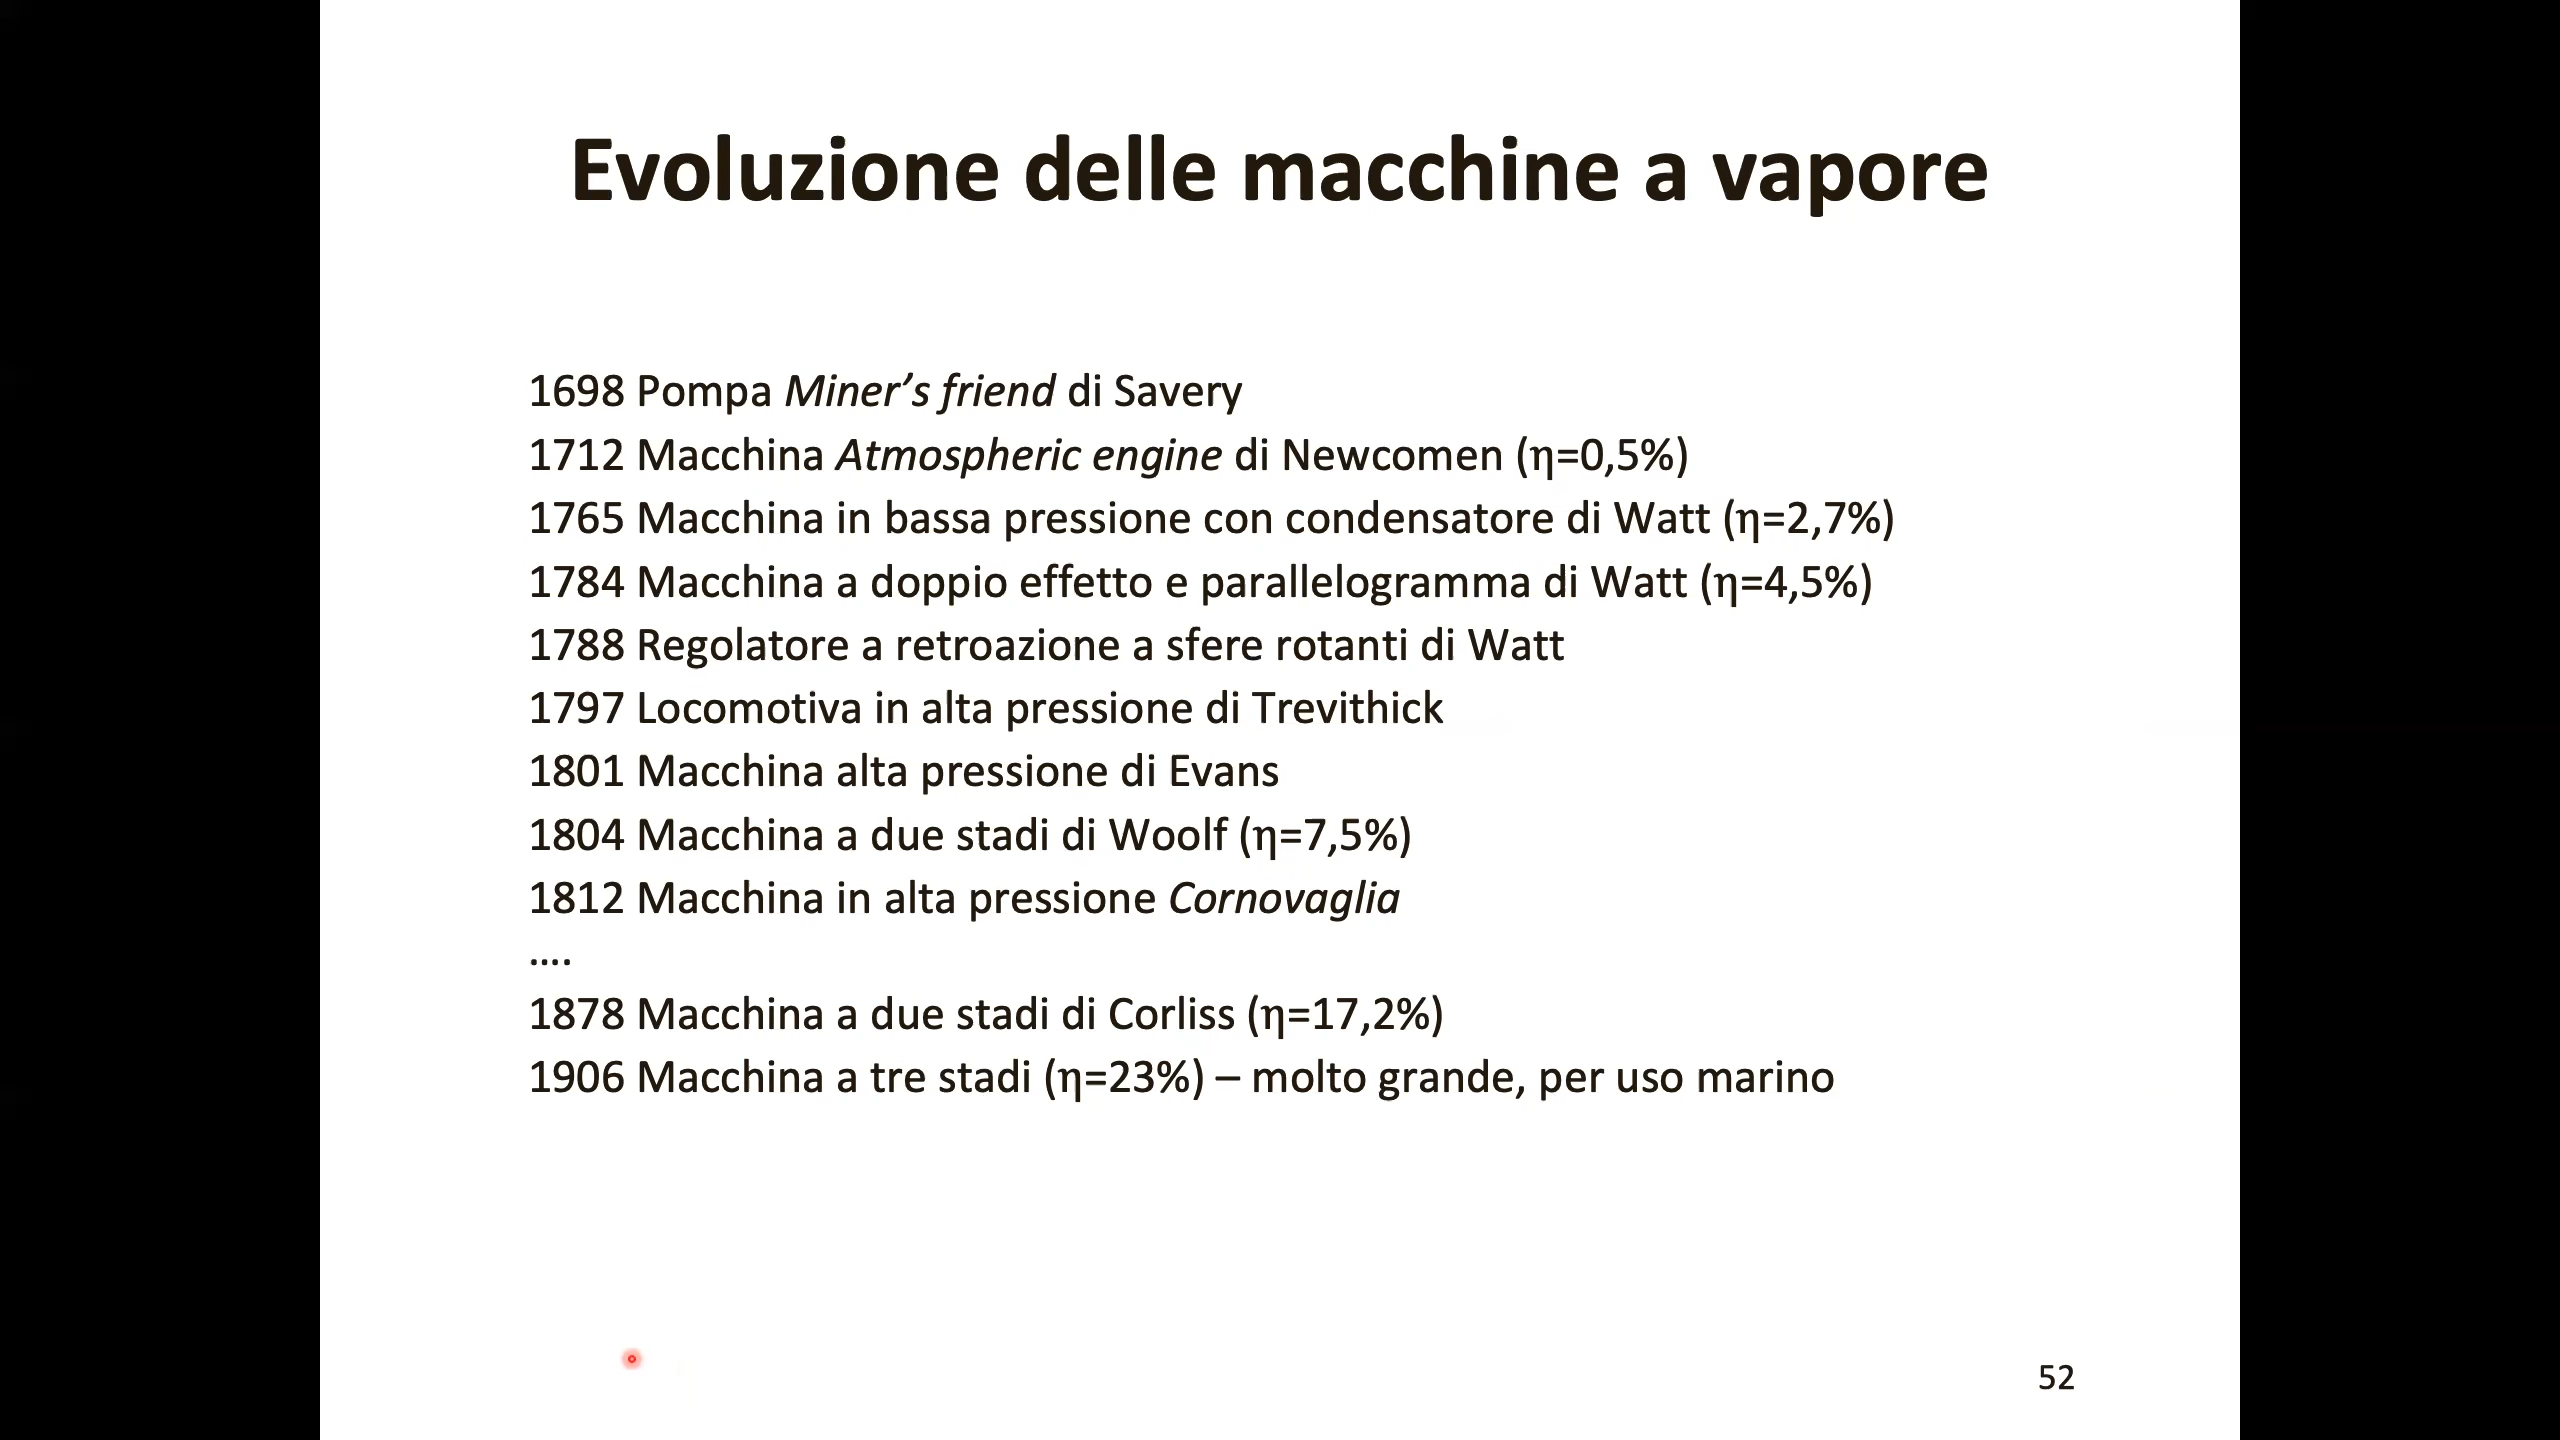 Evoluzione delle macchine a vapore
1698 Pompa Miner’s friend di Savery
1712 Macchina Atmospheric engine di Newcomen (η=0,5%)
1765 Macchina in bassa pressione con condensatore di Watt (η=2,7%)
1784 Macchina a doppio effetto e parallelogramma di Watt (η=4,5%)
1788 Regolatore a retroazione a sfere rotanti di Watt
1797 Locomotiva in alta pressione di Trevithick
1801 Macchina alta pressione di Evans
1804 Macchina a due stadi di Woolf (η=7,5%)
1812 Macchina in alta pressione Cornovaglia
….
1878 Macchina a due stadi di Corliss (η=17,2%)
1906 Macchina a tre stadi (η=23%) – molto grande, per uso marino
52